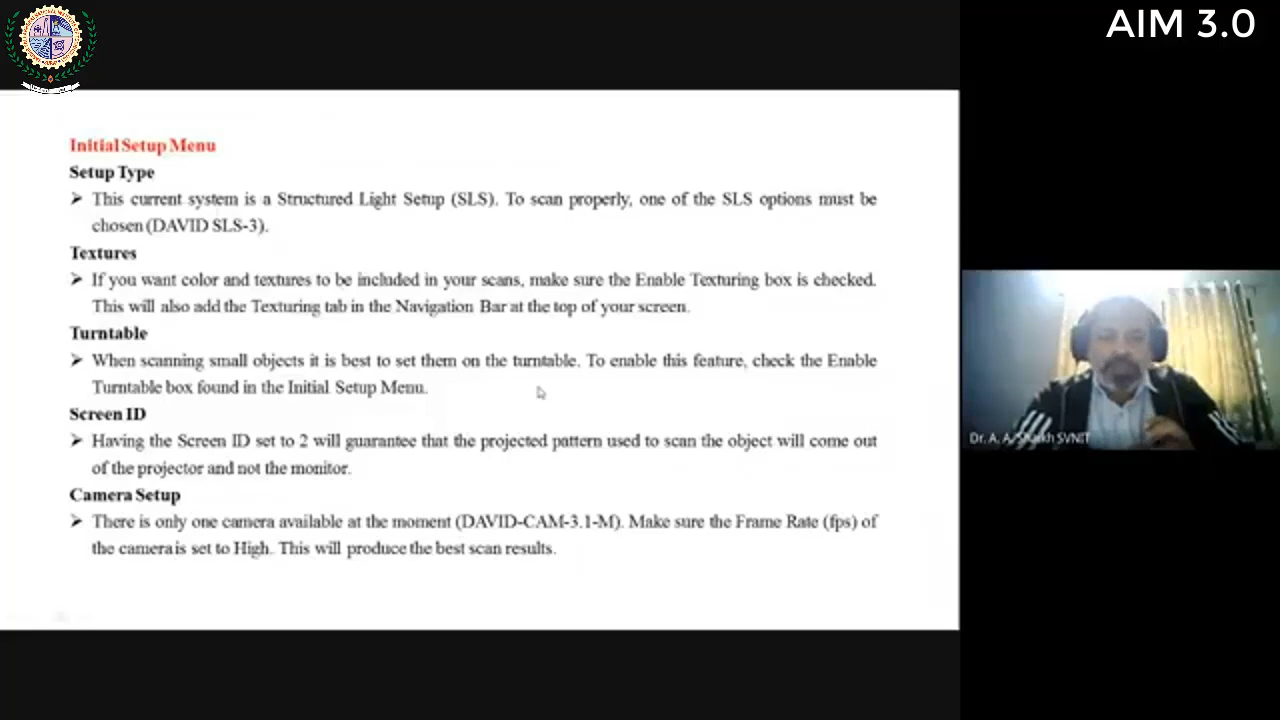 AIM 3.0
Initial Setup Menu
Setup Type
➤ This current system is a Structured Light Setup (SLS). To scan properly, one of the SLS options must be
chosen (DAVID SLS-3).
Textures
➤ If you want color and textures to be included in your scans, make sure the Enable Texturing box is checked.
This will also add the Texturing tab in the Navigation Bar at the top of your screen.
Turntable
➤ When scanning small objects it is best to set them on the turntable. To enable this feature, check the Enable
Turntable box found in the Initial Setup Menu.
Screen ID
➤ Having the Screen ID set to 2 will guarantee that the projected pattern used to scan the object will come out
of the projector and not the monitor.
Camera Setup
➤ There is only one camera available at the moment (DAVID-CAM-3.1-M). Make sure the Frame Rate (fps) of
the camera is set to High. This will produce the best scan results.
Dr. A. A. Shaikh SVNIT